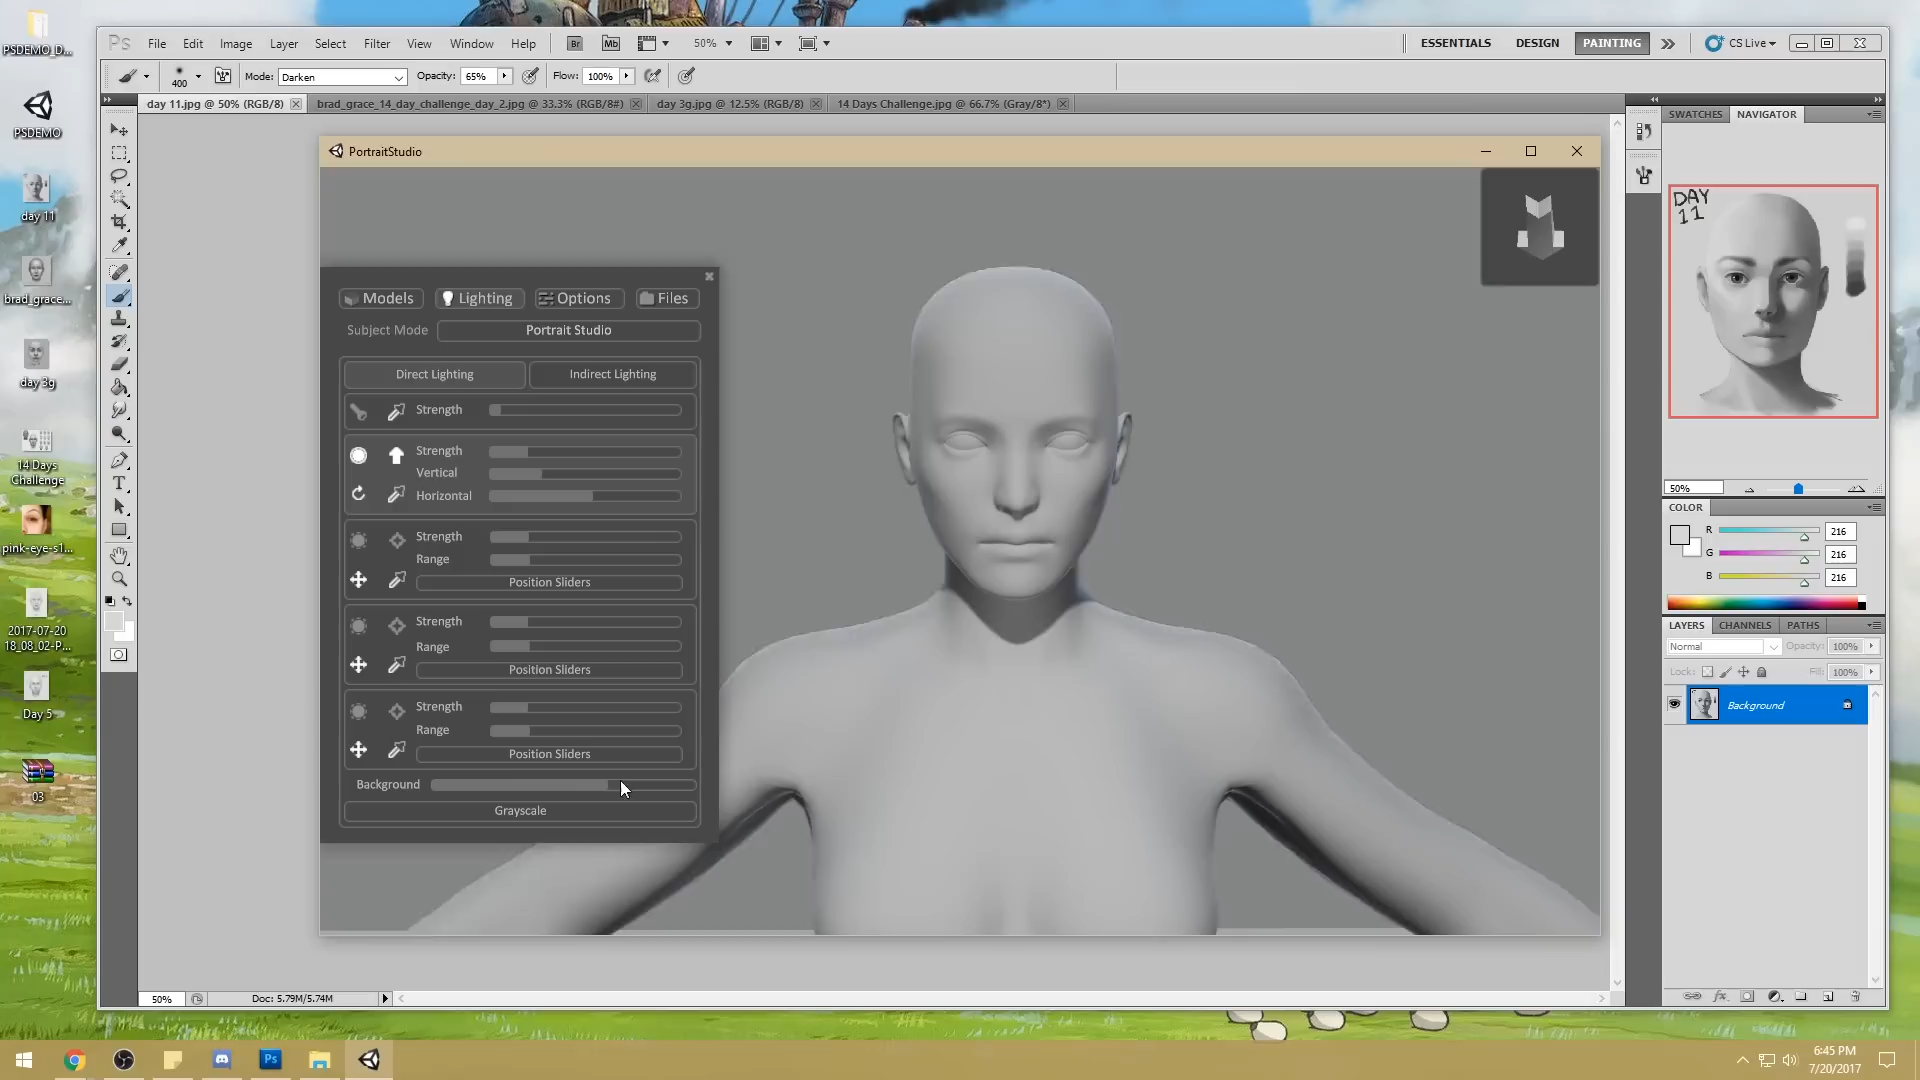 PSDEMO_D...
PSDEMO
day 11
brad_grace...
day 3g
14 Days
Challenge
pink-eye-s1...
2017-07-20
18_08_02-P...
Day 5
03
Ps File Edit Image Layer Select Filter View Window Help Br Mb 50% ESSENTIALS DESIGN PAINTING CS Live
400 Mode: Darken Opacity: 65% Flow: 100%
day 11.jpg @ 50% (RGB/8) brad_grace_14_day_challenge_day_2.jpg @ 33.3% (RGB/8#) day 3g.jpg @ 12.5% (RGB/8) 14 Days Challenge.jpg @ 66.7% (Gray/8*)
PortraitStudio
Models Lighting Options Files
Subject Mode Portrait Studio
Direct Lighting Indirect Lighting
Strength
Strength
Vertical
Horizontal
Strength
Range
Position Sliders
Strength
Range
Position Sliders
Strength
Range
Position Sliders
Background
Grayscale
SWATCHES NAVIGATOR
DAY
11
50%
COLOR
R 216
G 216
B 216
LAYERS CHANNELS PATHS
Normal Opacity: 100%
Lock: Fill: 100%
Background
50% Doc: 5.79M/5.74M
Ps
6:45 PM
7/20/2017